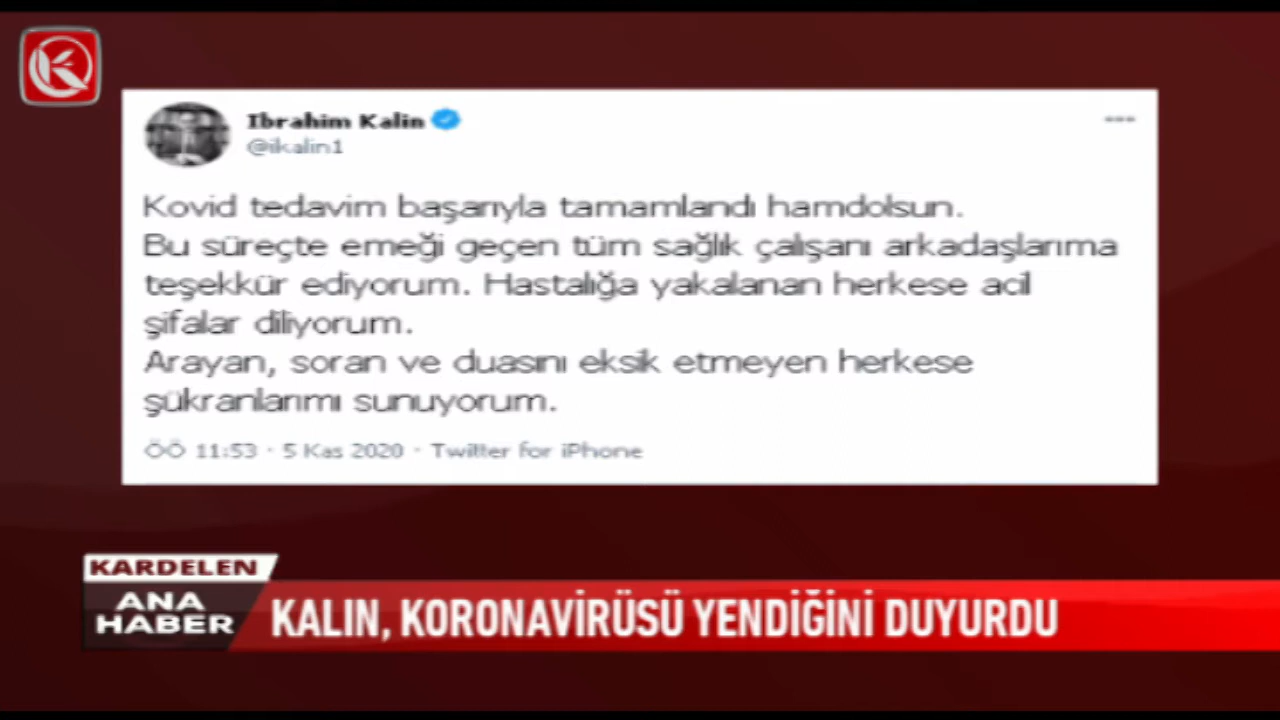 Ibrahim Kalin
@ikalin1
Kovid tedavim başarıyla tamamlandı hamdolsun.
Bu süreçte emeği geçen tüm sağlık çalışanı arkadaşlarıma
teşekkür ediyorum. Hastalığa yakalanan herkese acil
şifalar diliyorum.
Arayan, soran ve duasını eksik etmeyen herkese
şükranlarımı sunuyorum.
ÖÖ 11:53 · 5 Kas 2020 · Twitter for iPhone
KARDELEN
ANA
HABER
KALIN, KORONAVİRÜSÜ YENDİĞİNİ DUYURDU